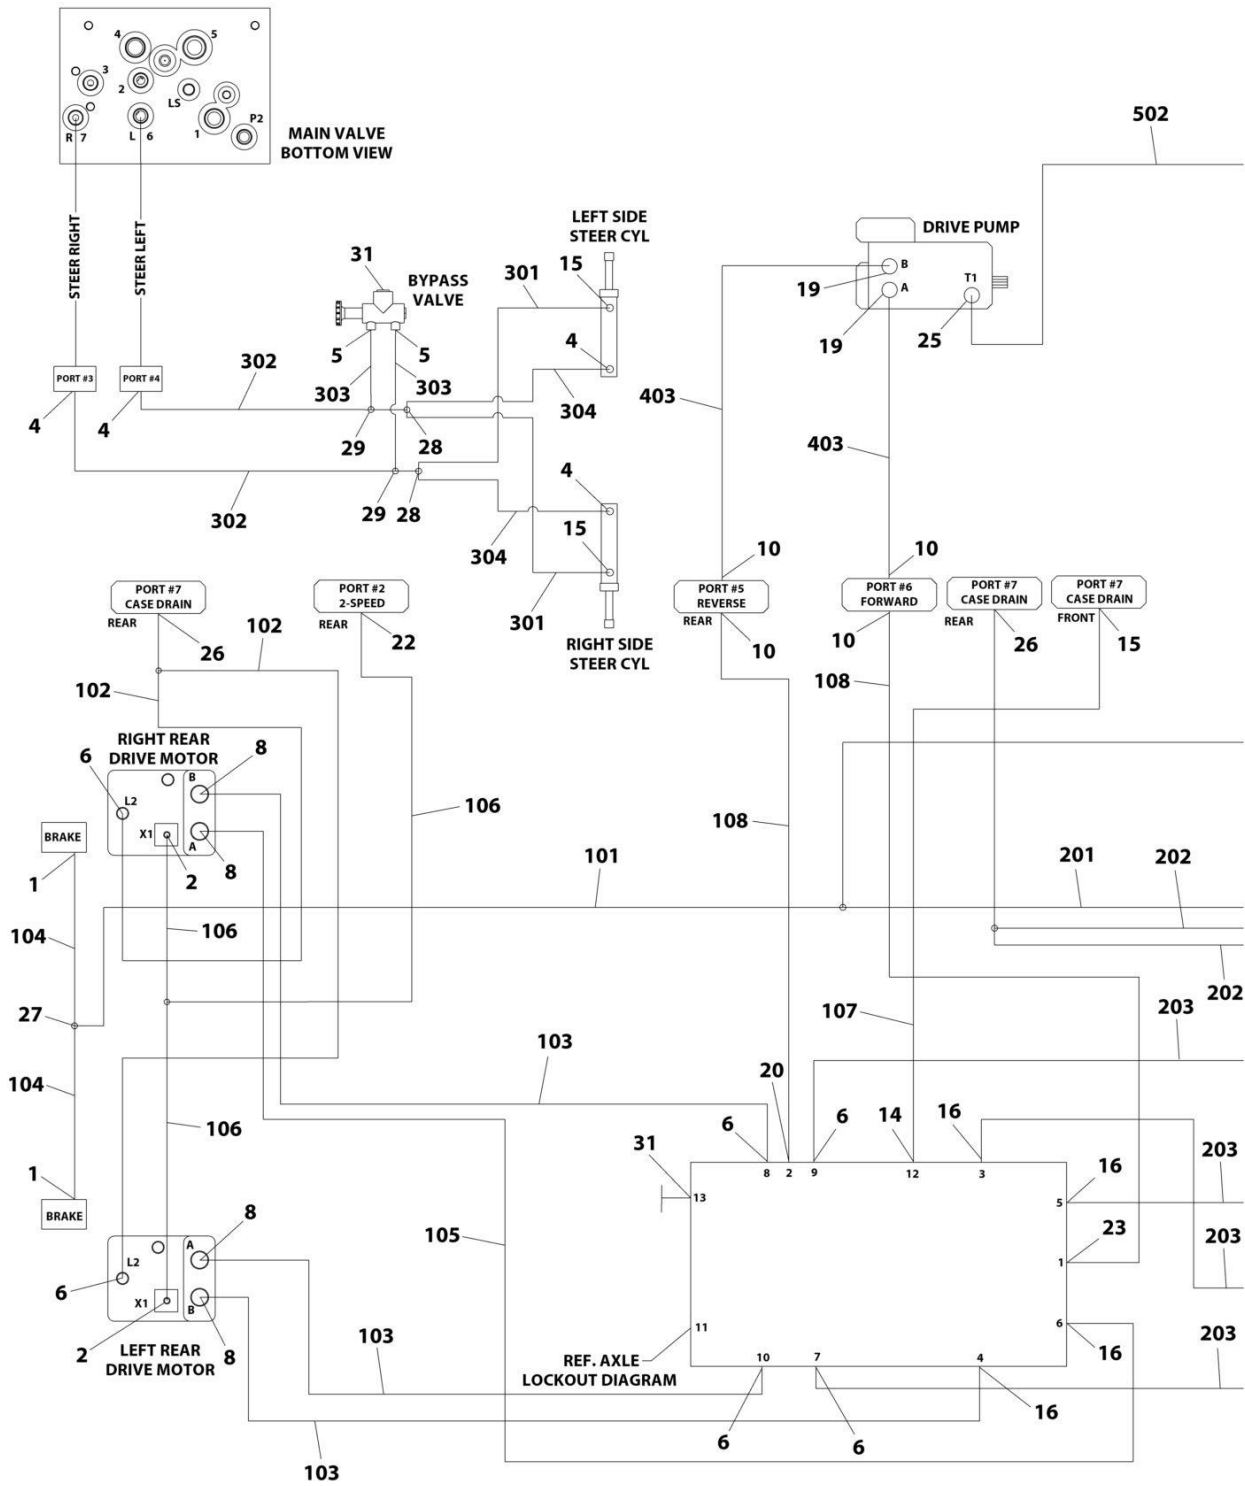 4
5
3
2
LS
P2
1
R 7
L 6
MAIN VALVE
BOTTOM VIEW
STEER RIGHT
STEER LEFT
PORT #3
PORT #4
4
4
302
302
31
BYPASS
VALVE
5
5
303
303
29
28
29
28
LEFT SIDE
STEER CYL
301
15
4
304
4
15
304
301
RIGHT SIDE
STEER CYL
502
DRIVE PUMP
B
A
T1
19
19
25
403
403
10
10
PORT #5
REVERSE
REAR
10
PORT #6
FORWARD
10
PORT #7
CASE DRAIN
REAR
26
PORT #7
CASE DRAIN
FRONT
15
PORT #7
CASE DRAIN
REAR
26
PORT #2
2-SPEED
REAR
22
102
102
108
108
RIGHT REAR
DRIVE MOTOR
6
8
B
L2
X1
A
8
2
BRAKE
1
106
101
201
202
202
104
106
27
107
203
104
103
106
20
6
6
14
16
1
BRAKE
31
8
2
9
12
3
13
5
16
203
1
23
203
105
8
A
L2
X1
B
6
2
8
LEFT REAR
DRIVE MOTOR
103
11
6
16
203
REF. AXLE
LOCKOUT DIAGRAM
10
7
4
16
6
6
103